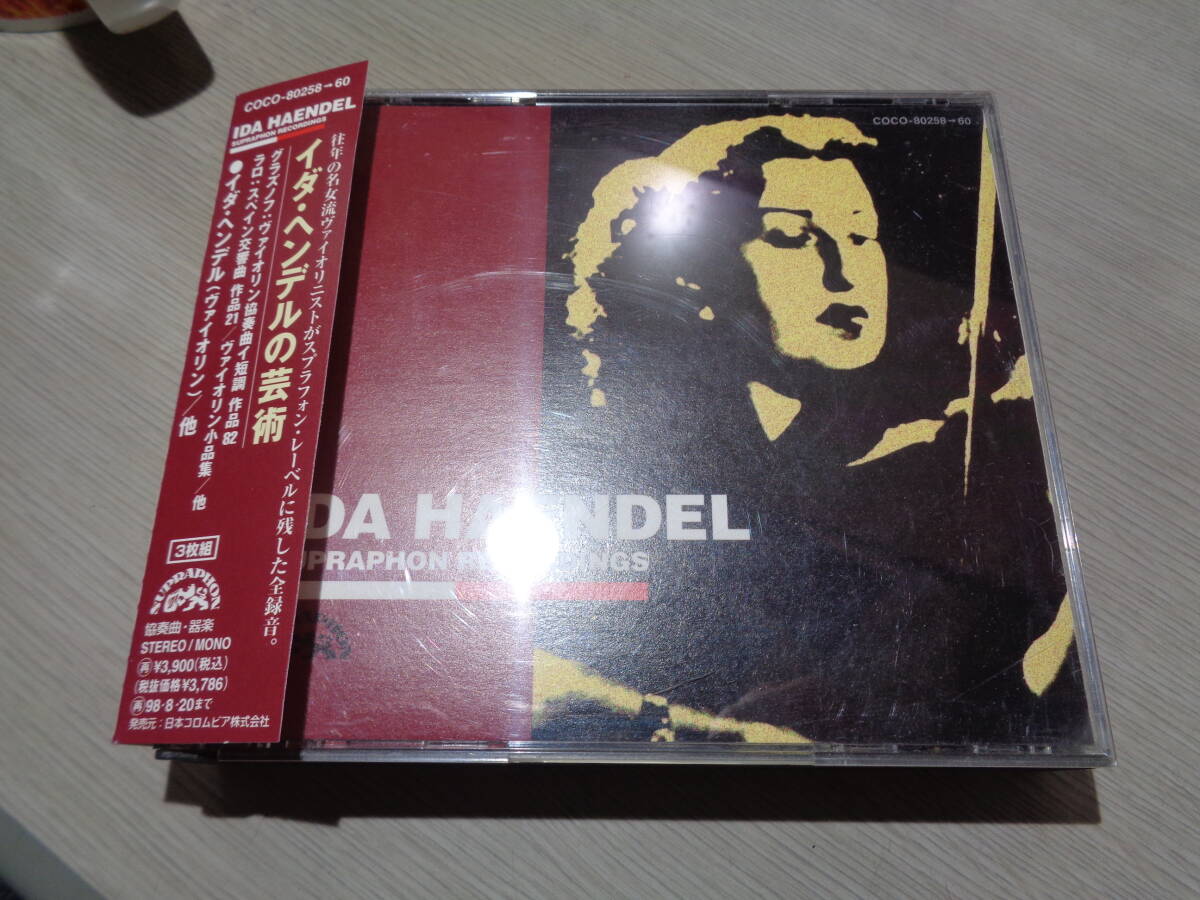 COCO-80258→60
IDA HAENDEL
SUPRAPHON RECORDINGS
往年の名女流ヴァイオリニストがスプラフォン・レーベルに残した全録音。
イダ・ヘンデルの芸術
グラズノフ:ヴァイオリン協奏曲イ短調 作品82
ラロ:スペイン交響曲 作品21/ヴァイオリン小品集/他
●イダ・ヘンデル(ヴァイオリン)/他
3枚組
SUPRAPHON
協奏曲・器楽
STEREO/MONO
再¥3,900(税込)
(税抜価格¥3,786)
再98・8・20まで
発売元:日本コロムビア株式会社
COCO-80258→60
IDA HAENDEL
SUPRAPHON RECORDINGS